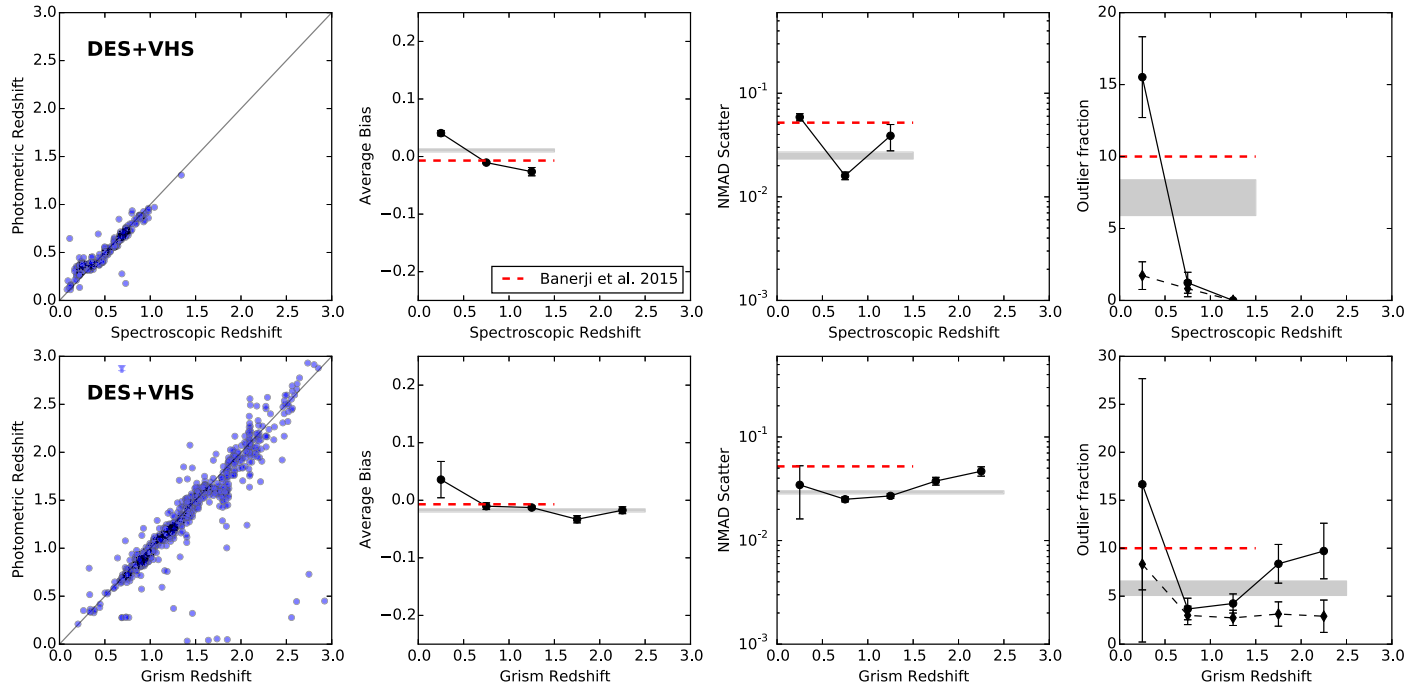 DES+VHS
Photometric Redshift
3.0
2.5
2.0
1.5
1.0
0.5
0.0
0.0 0.5 1.0 1.5 2.0 2.5 3.0
Spectroscopic Redshift
Average Bias
0.2
0.1
0.0
−0.1
−0.2
Banerji et al. 2015
0.0 0.5 1.0 1.5 2.0 2.5 3.0
Spectroscopic Redshift
NMAD Scatter
10⁻¹
10⁻²
10⁻³
0.0 0.5 1.0 1.5 2.0 2.5 3.0
Spectroscopic Redshift
Outlier fraction
20
15
10
5
0
0.0 0.5 1.0 1.5 2.0 2.5 3.0
Spectroscopic Redshift
DES+VHS
Photometric Redshift
3.0
2.5
2.0
1.5
1.0
0.5
0.0
0.0 0.5 1.0 1.5 2.0 2.5 3.0
Grism Redshift
Average Bias
0.2
0.1
0.0
−0.1
−0.2
0.0 0.5 1.0 1.5 2.0 2.5 3.0
Grism Redshift
NMAD Scatter
10⁻¹
10⁻²
10⁻³
0.0 0.5 1.0 1.5 2.0 2.5 3.0
Grism Redshift
Outlier fraction
30
25
20
15
10
5
0
0.0 0.5 1.0 1.5 2.0 2.5 3.0
Grism Redshift